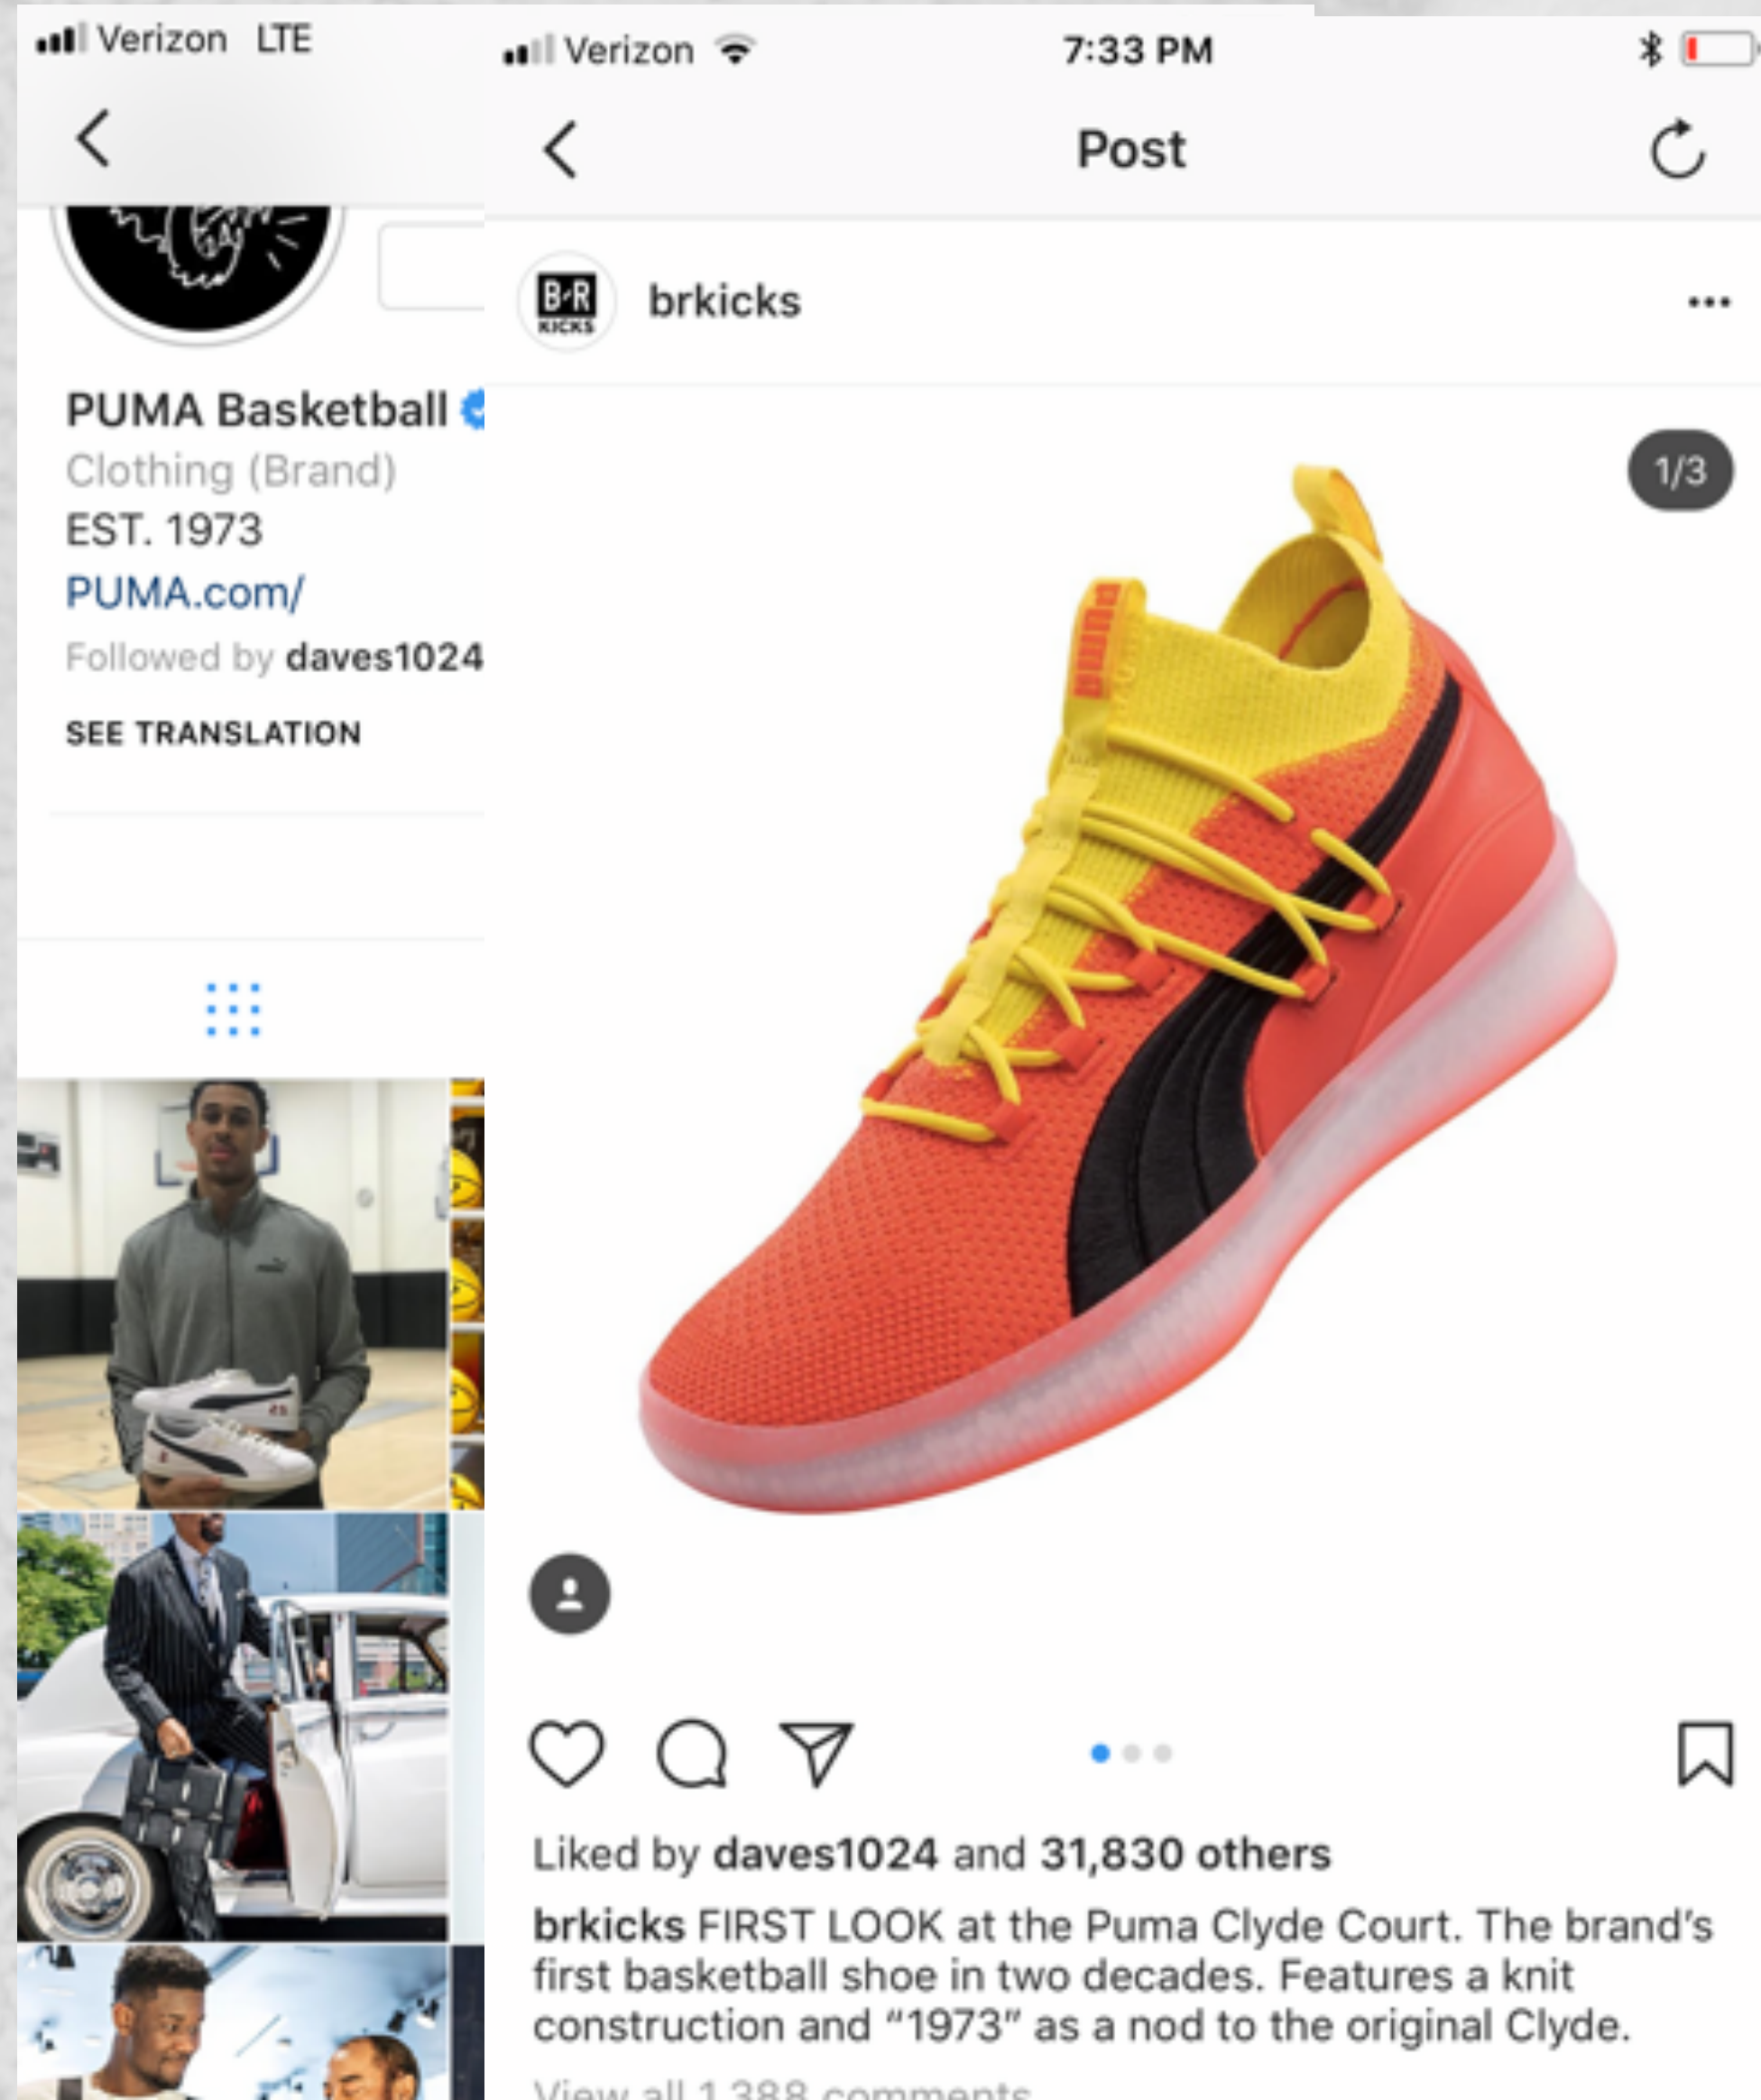 Verizon LTE
PUMA Basketball
Clothing (Brand)
EST. 1973
PUMA.com/
Followed by daves1024
SEE TRANSLATION
Verizon
7:33 PM
Post
B/R
KICKS
brkicks
1/3
PUMA
Liked by daves1024 and 31,830 others
brkicks FIRST LOOK at the Puma Clyde Court. The brand’s
first basketball shoe in two decades. Features a knit
construction and “1973” as a nod to the original Clyde.
View all 1,388 comments